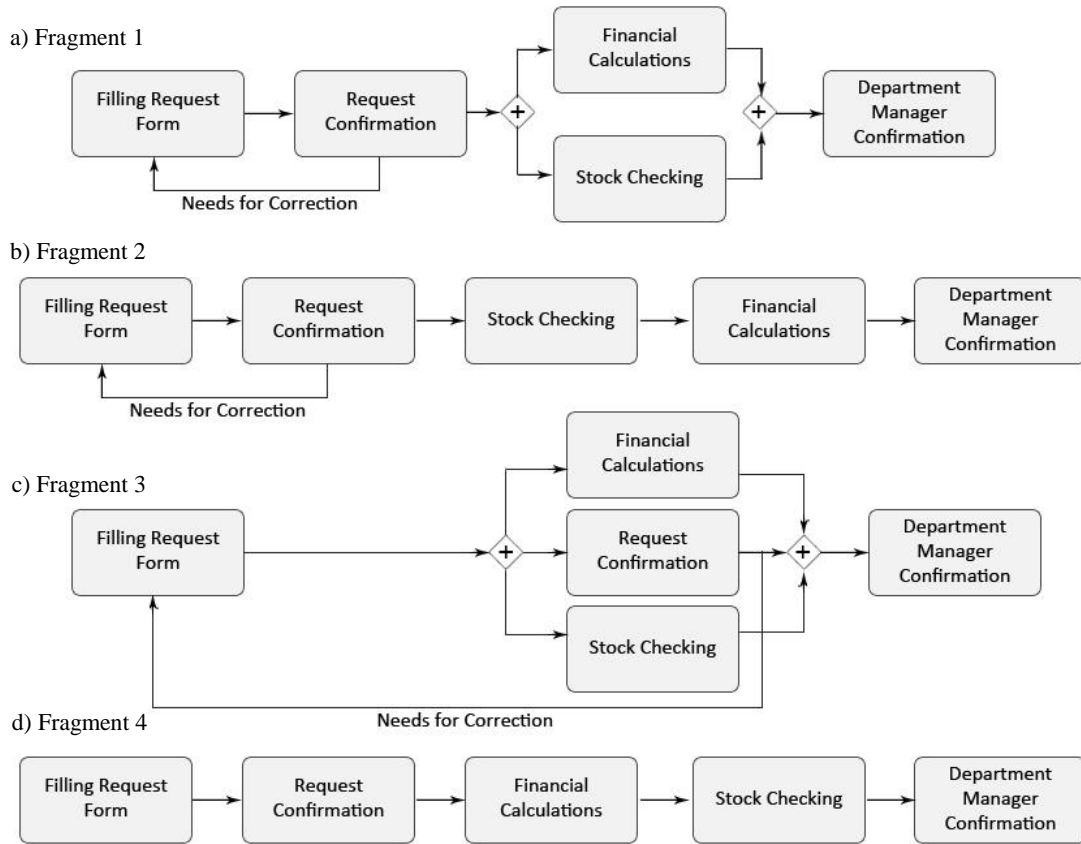 a) Fragment 1
Filling Request
Form
Request
Confirmation
Financial
Calculations
Stock Checking
Department
Manager
Confirmation
Needs for Correction
b) Fragment 2
Filling Request
Form
Request
Confirmation
Stock Checking
Financial
Calculations
Department
Manager
Confirmation
Needs for Correction
c) Fragment 3
Filling Request
Form
Financial
Calculations
Request
Confirmation
Stock Checking
Department
Manager
Confirmation
Needs for Correction
d) Fragment 4
Filling Request
Form
Request
Confirmation
Financial
Calculations
Stock Checking
Department
Manager
Confirmation